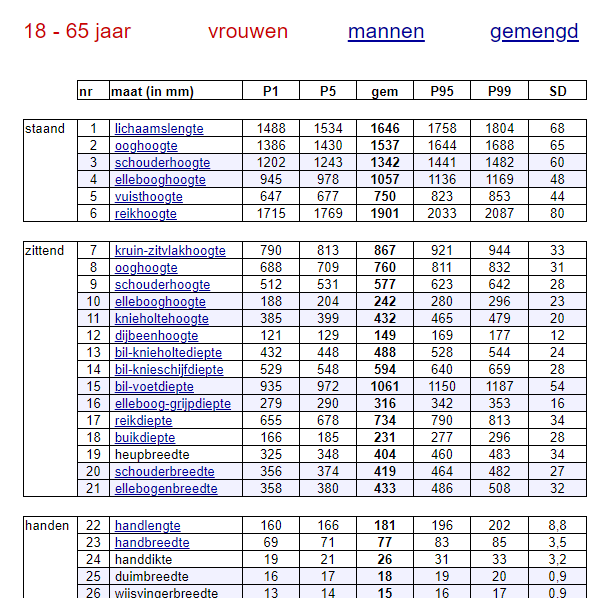 18 - 65 jaar vrouwen mannen gemengd
nr maat (in mm) P1 P5 gem P95 P99 SD
staand 1 lichaamslengte 1488 1534 1646 1758 1804 68
2 ooghoogte 1386 1430 1537 1644 1688 65
3 schouderhoogte 1202 1243 1342 1441 1482 60
4 ellebooghoogte 945 978 1057 1136 1169 48
5 vuisthoogte 647 677 750 823 853 44
6 reikhoogte 1715 1769 1901 2033 2087 80
zittend 7 kruin-zitvlakhoogte 790 813 867 921 944 33
8 ooghoogte 688 709 760 811 832 31
9 schouderhoogte 512 531 577 623 642 28
10 ellebooghoogte 188 204 242 280 296 23
11 knieholtehoogte 385 399 432 465 479 20
12 dijbeenhoogte 121 129 149 169 177 12
13 bil-knieholtediepte 432 448 488 528 544 24
14 bil-knieschijfdiepte 529 548 594 640 659 28
15 bil-voetdiepte 935 972 1061 1150 1187 54
16 elleboog-grijpdiepte 279 290 316 342 353 16
17 reikdiepte 655 678 734 790 813 34
18 buikdiepte 166 185 231 277 296 28
19 heupbreedte 325 348 404 460 483 34
20 schouderbreedte 356 374 419 464 482 27
21 ellebogenbreedte 358 380 433 486 508 32
handen 22 handlengte 160 166 181 196 202 8,8
23 handbreedte 69 71 77 83 85 3,5
24 handdikte 19 21 26 31 33 3,2
25 duimbreedte 16 17 18 19 20 0,9
26 wijsvingerbreedte 13 14 15 16 17 0,9